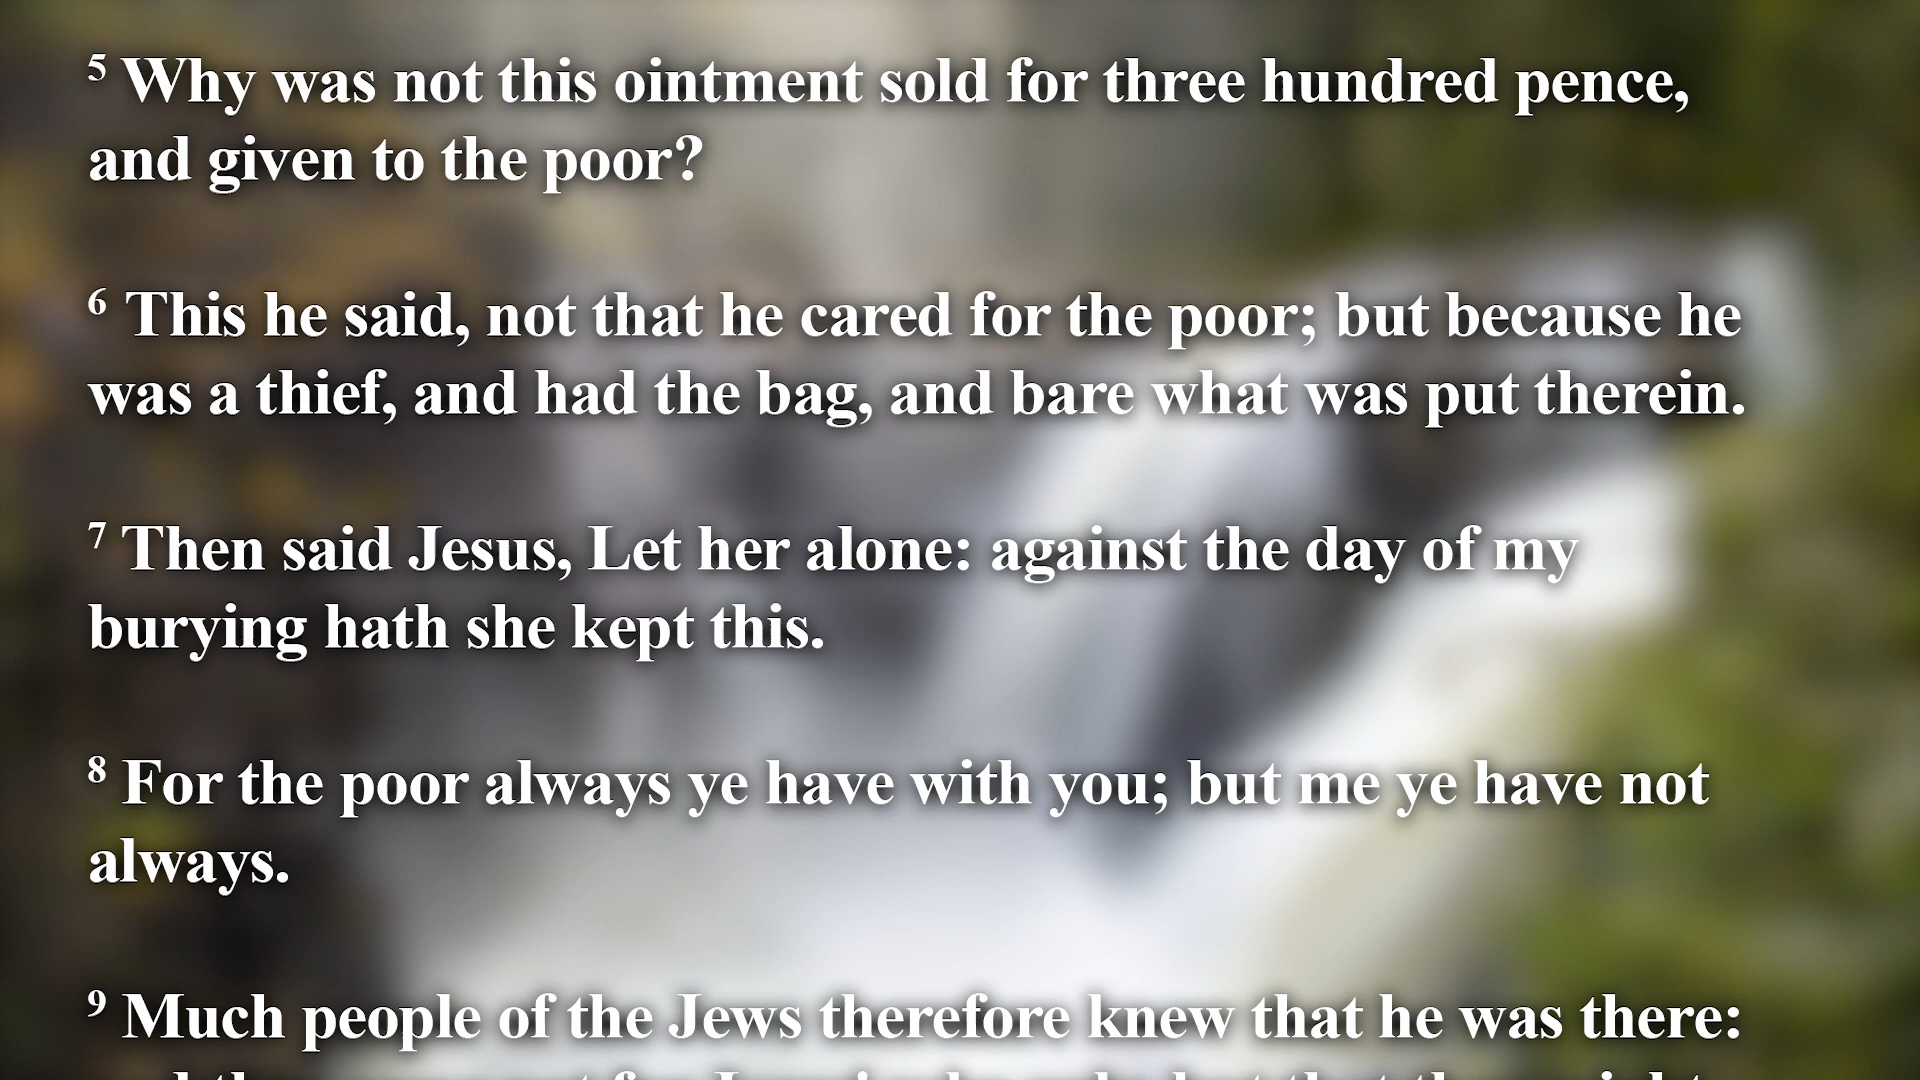 5 Why was not this ointment sold for three hundred pence,
and given to the poor?
6 This he said, not that he cared for the poor; but because he
was a thief, and had the bag, and bare what was put therein.
7 Then said Jesus, Let her alone: against the day of my
burying hath she kept this.
8 For the poor always ye have with you; but me ye have not
always.
9 Much people of the Jews therefore knew that he was there: